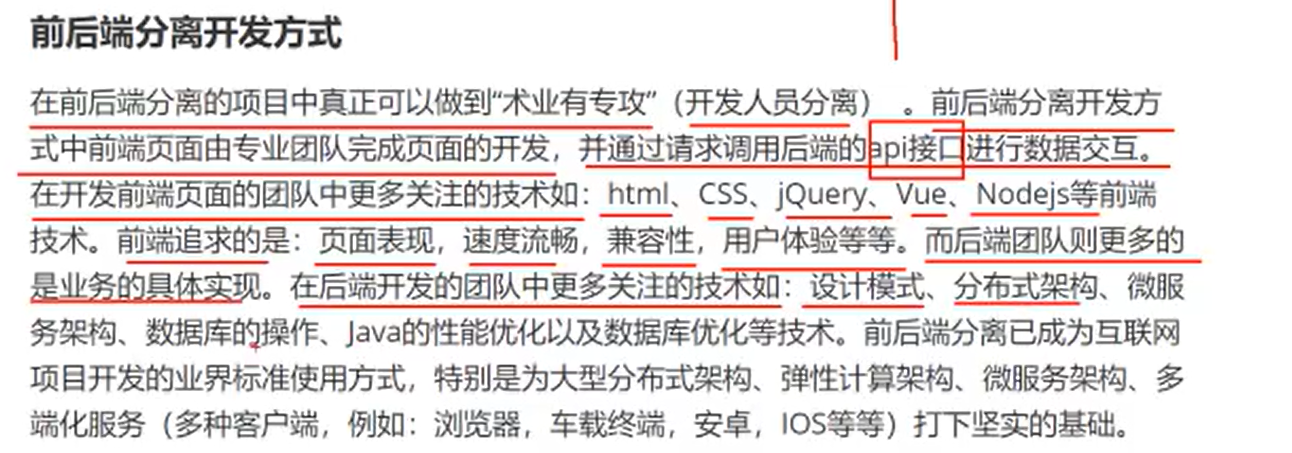 前后端分离开发方式
在前后端分离的项目中真正可以做到“术业有专攻”（开发人员分离） 。前后端分离开发方
式中前端页面由专业团队完成页面的开发，并通过请求调用后端的api接口进行数据交互。
在开发前端页面的团队中更多关注的技术如：html、CSS、jQuery、Vue、Nodejs等前端
技术。前端追求的是：页面表现，速度流畅，兼容性，用户体验等等。而后端团队则更多的
是业务的具体实现。在后端开发的团队中更多关注的技术如：设计模式、分布式架构、微服
务架构、数据库的操作、Java的性能优化以及数据库优化等技术。前后端分离已成为互联网
项目开发的业界标准使用方式，特别是为大型分布式架构、弹性计算架构、微服务架构、多
端化服务（多种客户端，例如：浏览器，车载终端，安卓，IOS等等）打下坚实的基础。